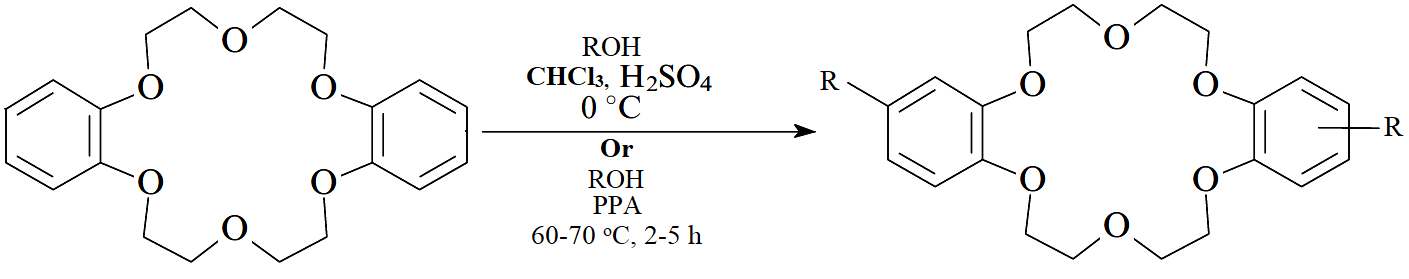 O
O
O
O
O
O
ROH
CHCl₃, H₂SO₄
0 °C
Or
ROH
PPA
60-70 °C, 2-5 h
O
R
O
O
R
O
O
O